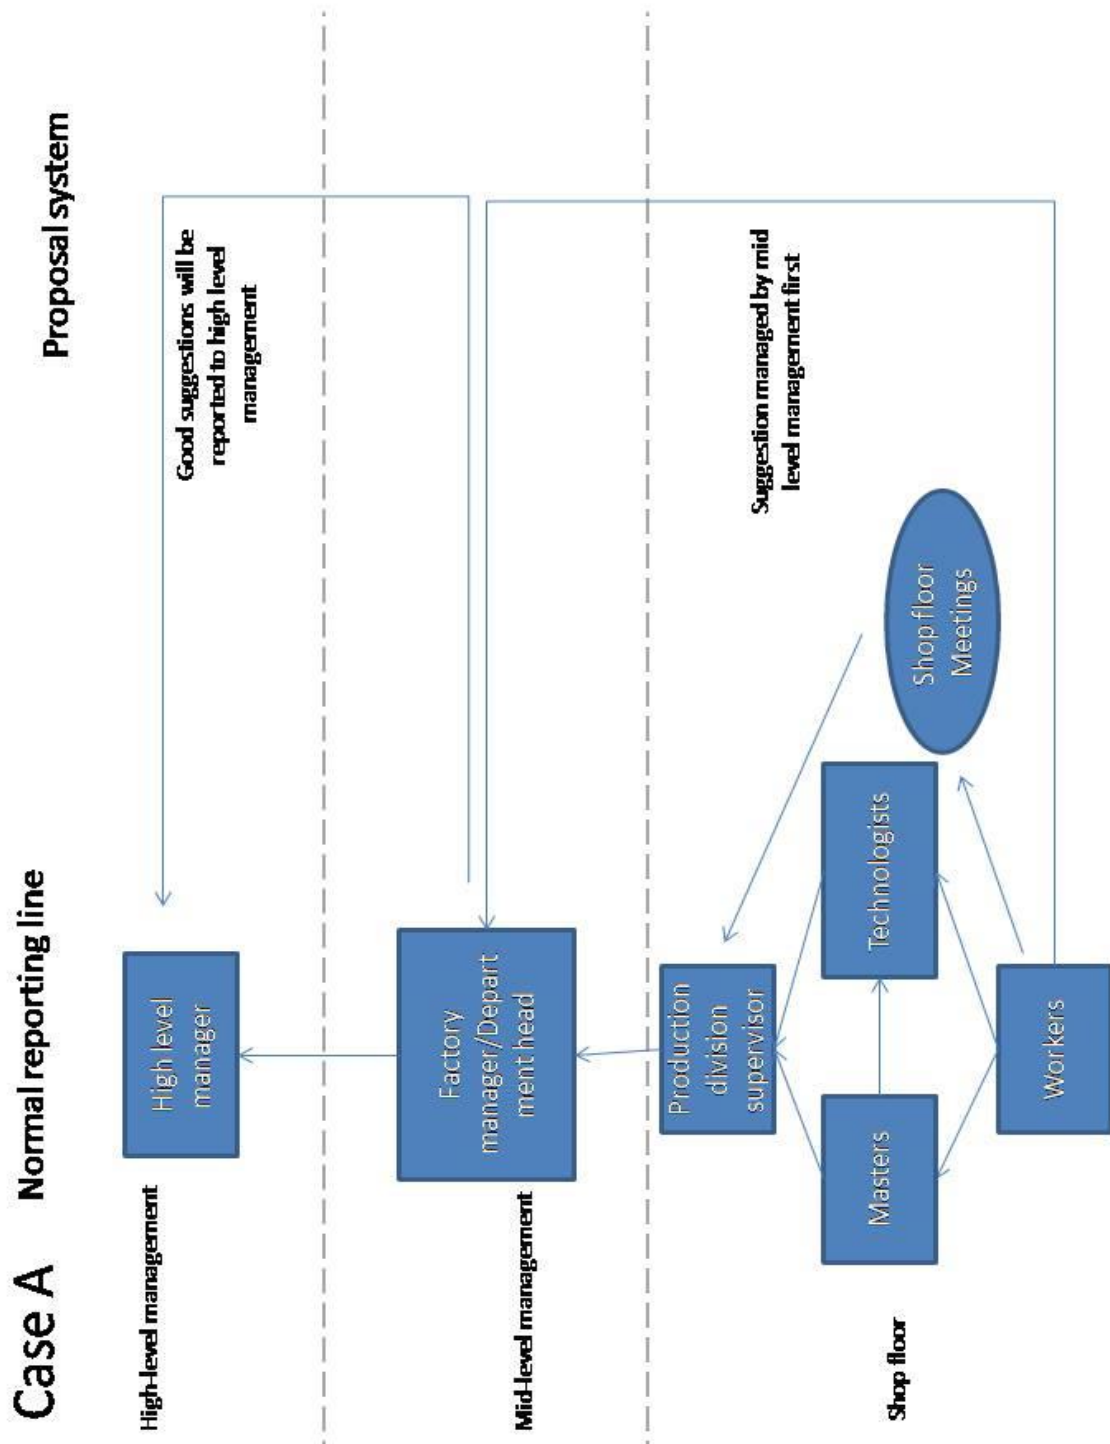 Case A
Normal reporting line
Proposal system
High-level management
High level
manager
Good suggestions will be
reported to high level
management
Mid-level management
Factory
manager/Depart
ment head
Suggestion managed by mid
level management first
Shop floor
Production
division
supervisor
Masters
Technologists
Shop floor
Meetings
Workers